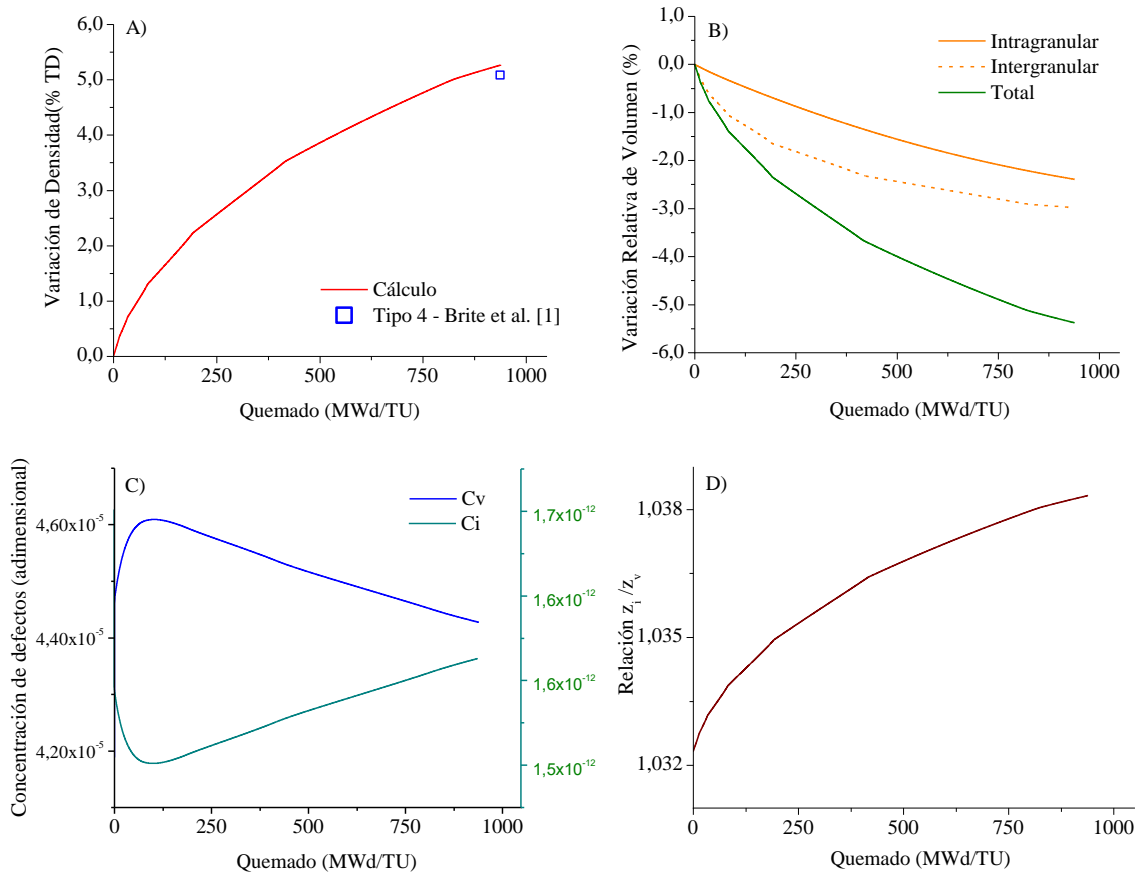 A)
Variación de Densidad(% TD)
6,0
5,0
4,0
3,0
2,0
1,0
0,0
Cálculo
Tipo 4 - Brite et al. [1]
0
250
500
750
1000
Quemado (MWd/TU)
B)
Variación Relativa de Volumen (%)
1,0
0,0
-1,0
-2,0
-3,0
-4,0
-5,0
-6,0
Intragranular
Intergranular
Total
0
250
500
750
1000
Quemado (MWd/TU)
C)
Concentración de defectos (adimensional)
4,60x10⁻⁵
4,40x10⁻⁵
4,20x10⁻⁵
Cv
Ci
1,7x10⁻¹²
1,6x10⁻¹²
1,6x10⁻¹²
1,5x10⁻¹²
0
250
500
750
1000
Quemado (MWd/TU)
D)
Relación z_i /z_v
1,038
1,035
1,032
0
250
500
750
1000
Quemado (MWd/TU)